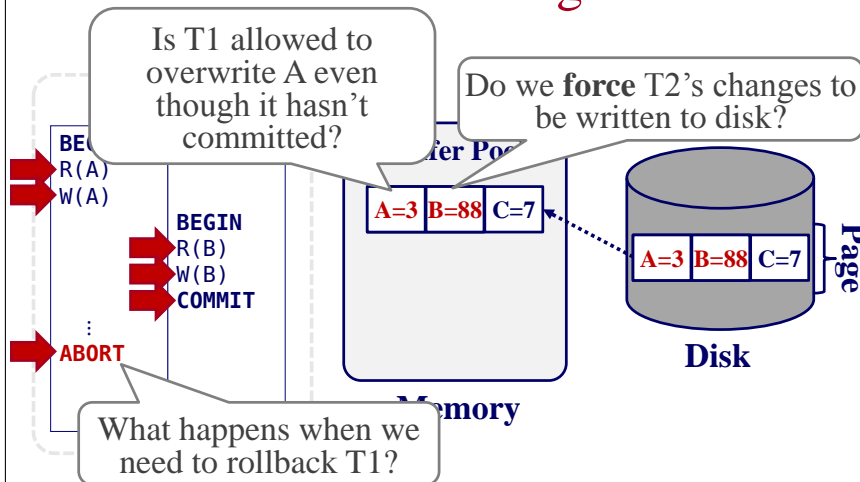 Is T1 allowed to
overwrite A even
though it hasn't
committed?
Do we force T2's changes to
be written to disk?
R(A)
W(A)
BEGIN
R(B)
W(B)
COMMIT
⋮
ABORT
A=3 B=88 C=7
Memory
A=3 B=88 C=7
Page
Disk
What happens when we
need to rollback T1?